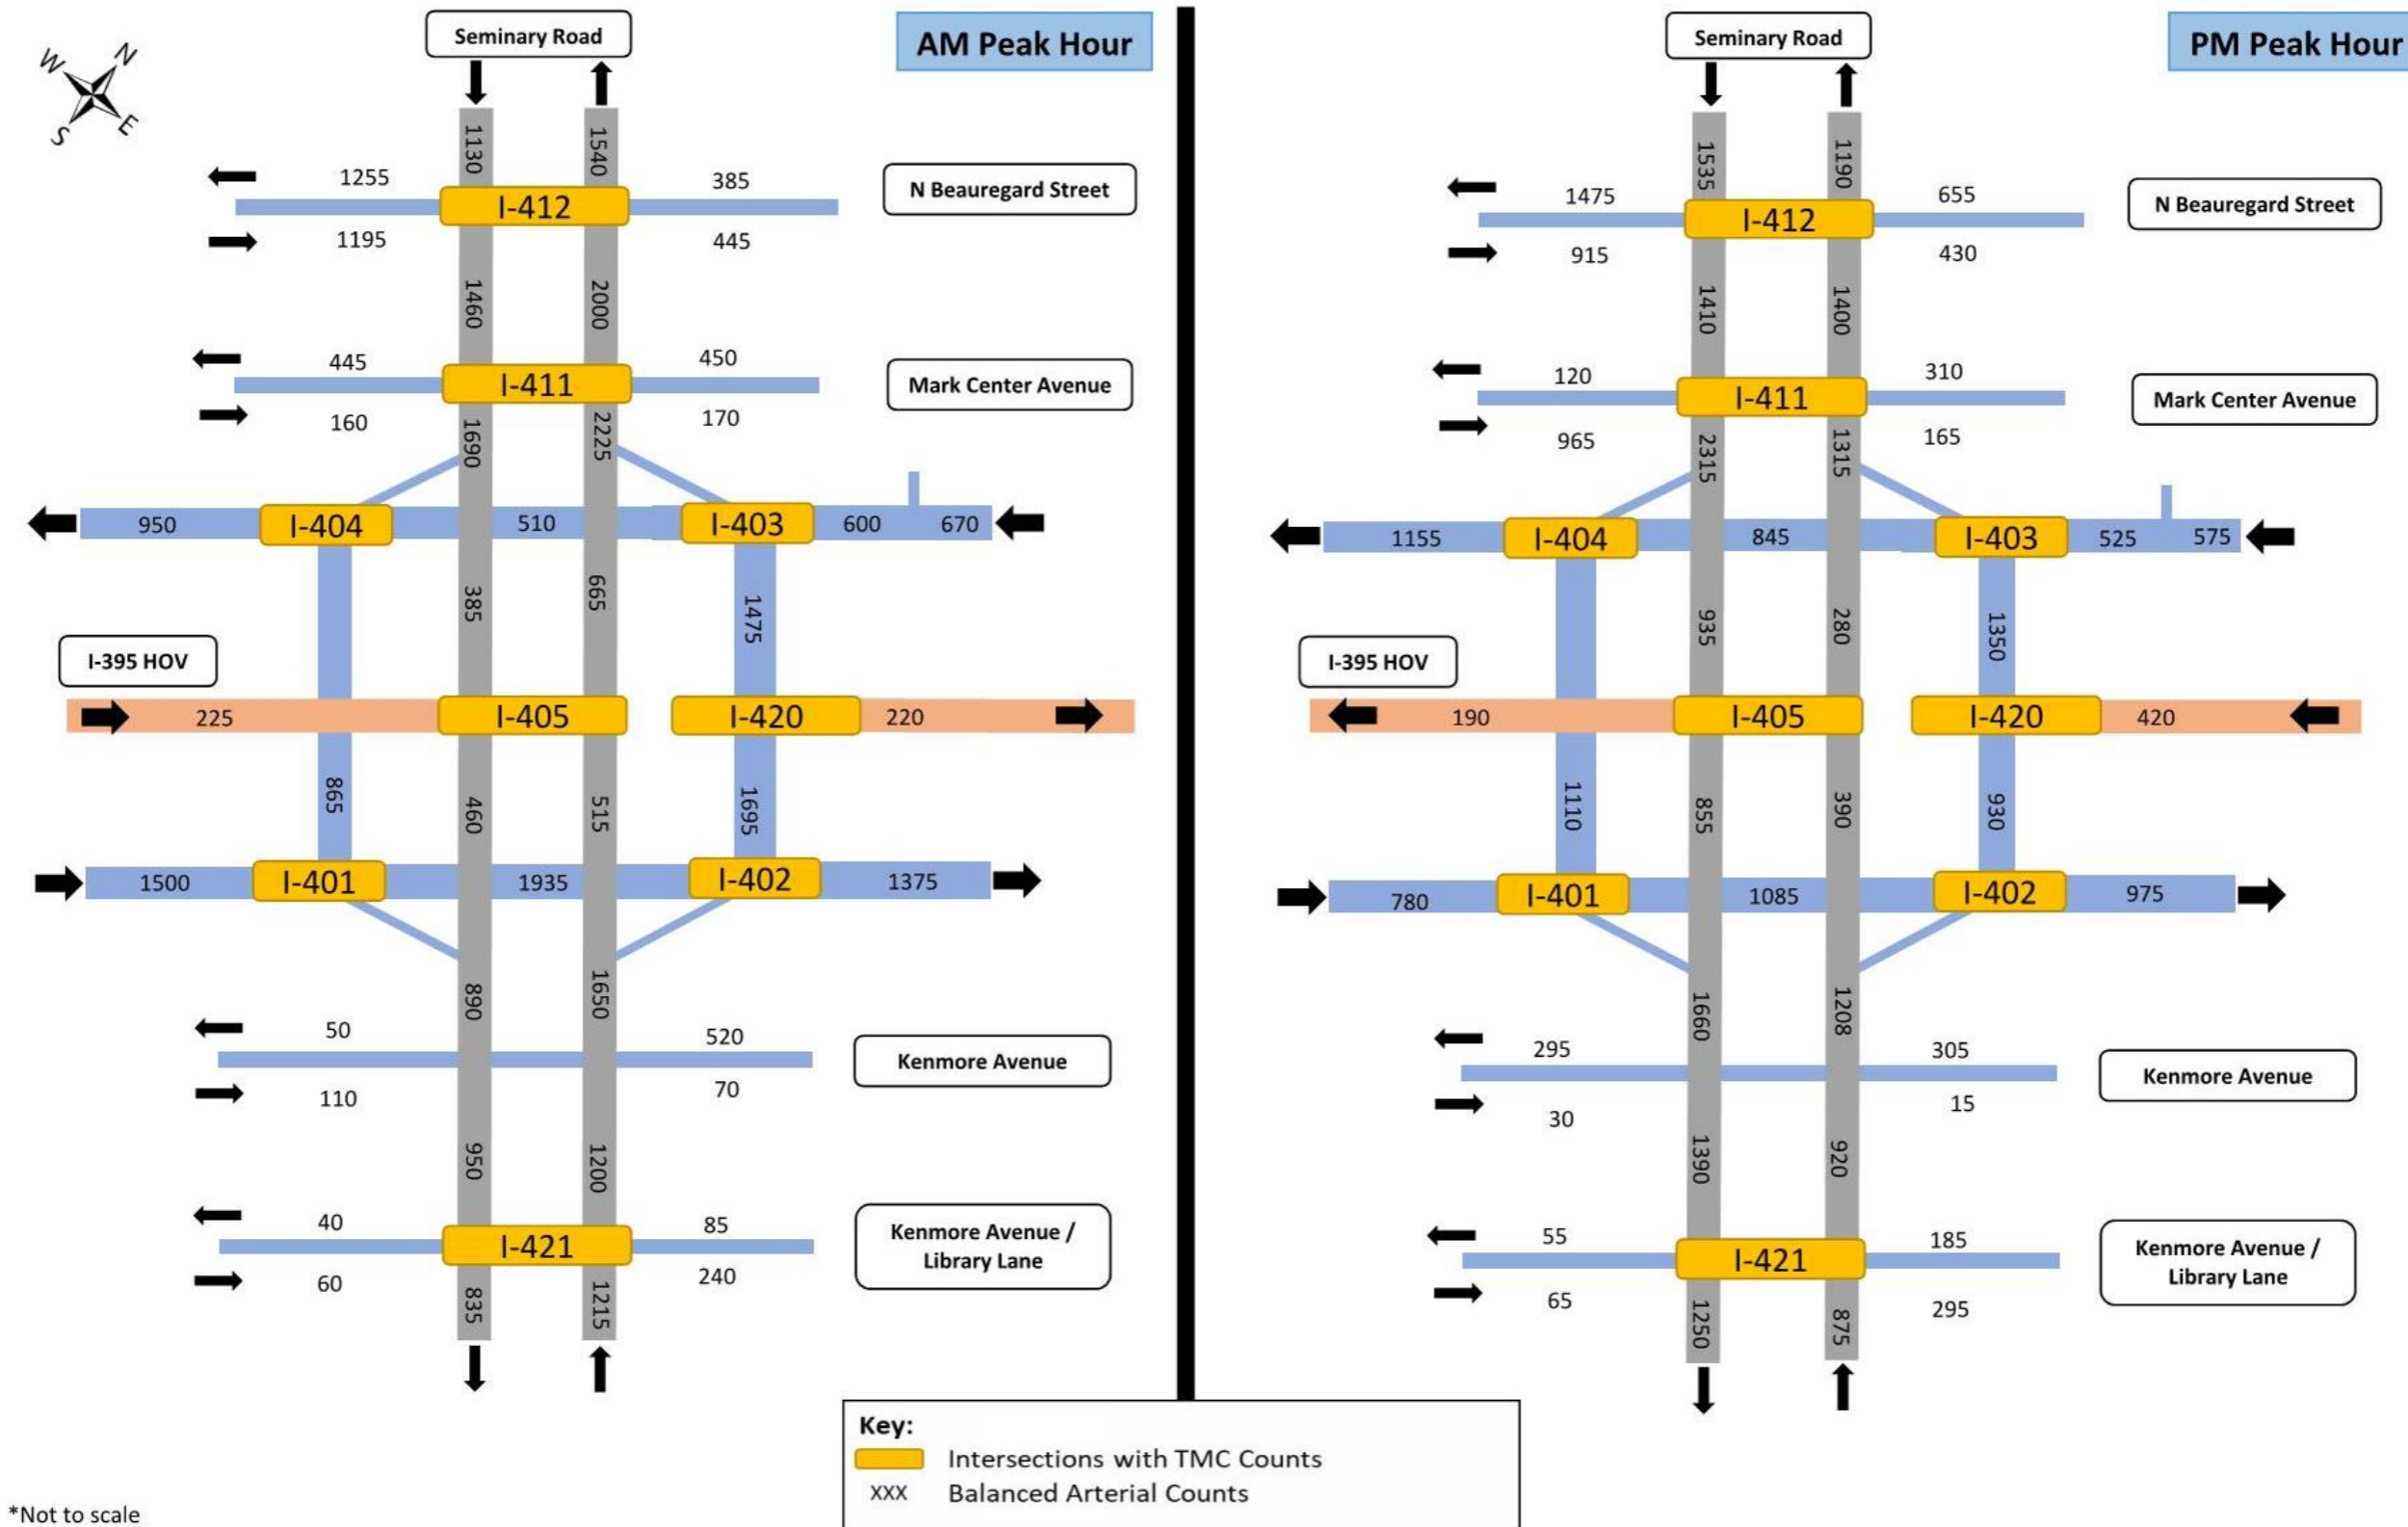 Seminary Road
AM Peak Hour
W
N
S
E
1130
1540
1255
385
I-412
N Beauregard Street
1195
445
1460
2000
445
450
I-411
Mark Center Avenue
160
170
1690
2225
950
I-404
510
I-403
600
670
385
665
1475
I-395 HOV
225
I-405
I-420
220
865
460
515
1695
1500
I-401
1935
I-402
1375
890
1650
50
520
Kenmore Avenue
110
70
950
1200
40
85
I-421
Kenmore Avenue /
Library Lane
60
240
835
1215
Seminary Road
PM Peak Hour
1535
1190
1475
655
I-412
N Beauregard Street
915
430
1410
1400
120
310
I-411
Mark Center Avenue
965
165
2315
1315
1155
I-404
845
I-403
525
575
935
280
1350
I-395 HOV
190
I-405
I-420
420
1110
855
390
930
780
I-401
1085
I-402
975
1660
1208
295
305
Kenmore Avenue
30
15
1390
920
55
185
I-421
Kenmore Avenue /
Library Lane
65
295
1250
875
Key:
Intersections with TMC Counts
XXX Balanced Arterial Counts
*Not to scale